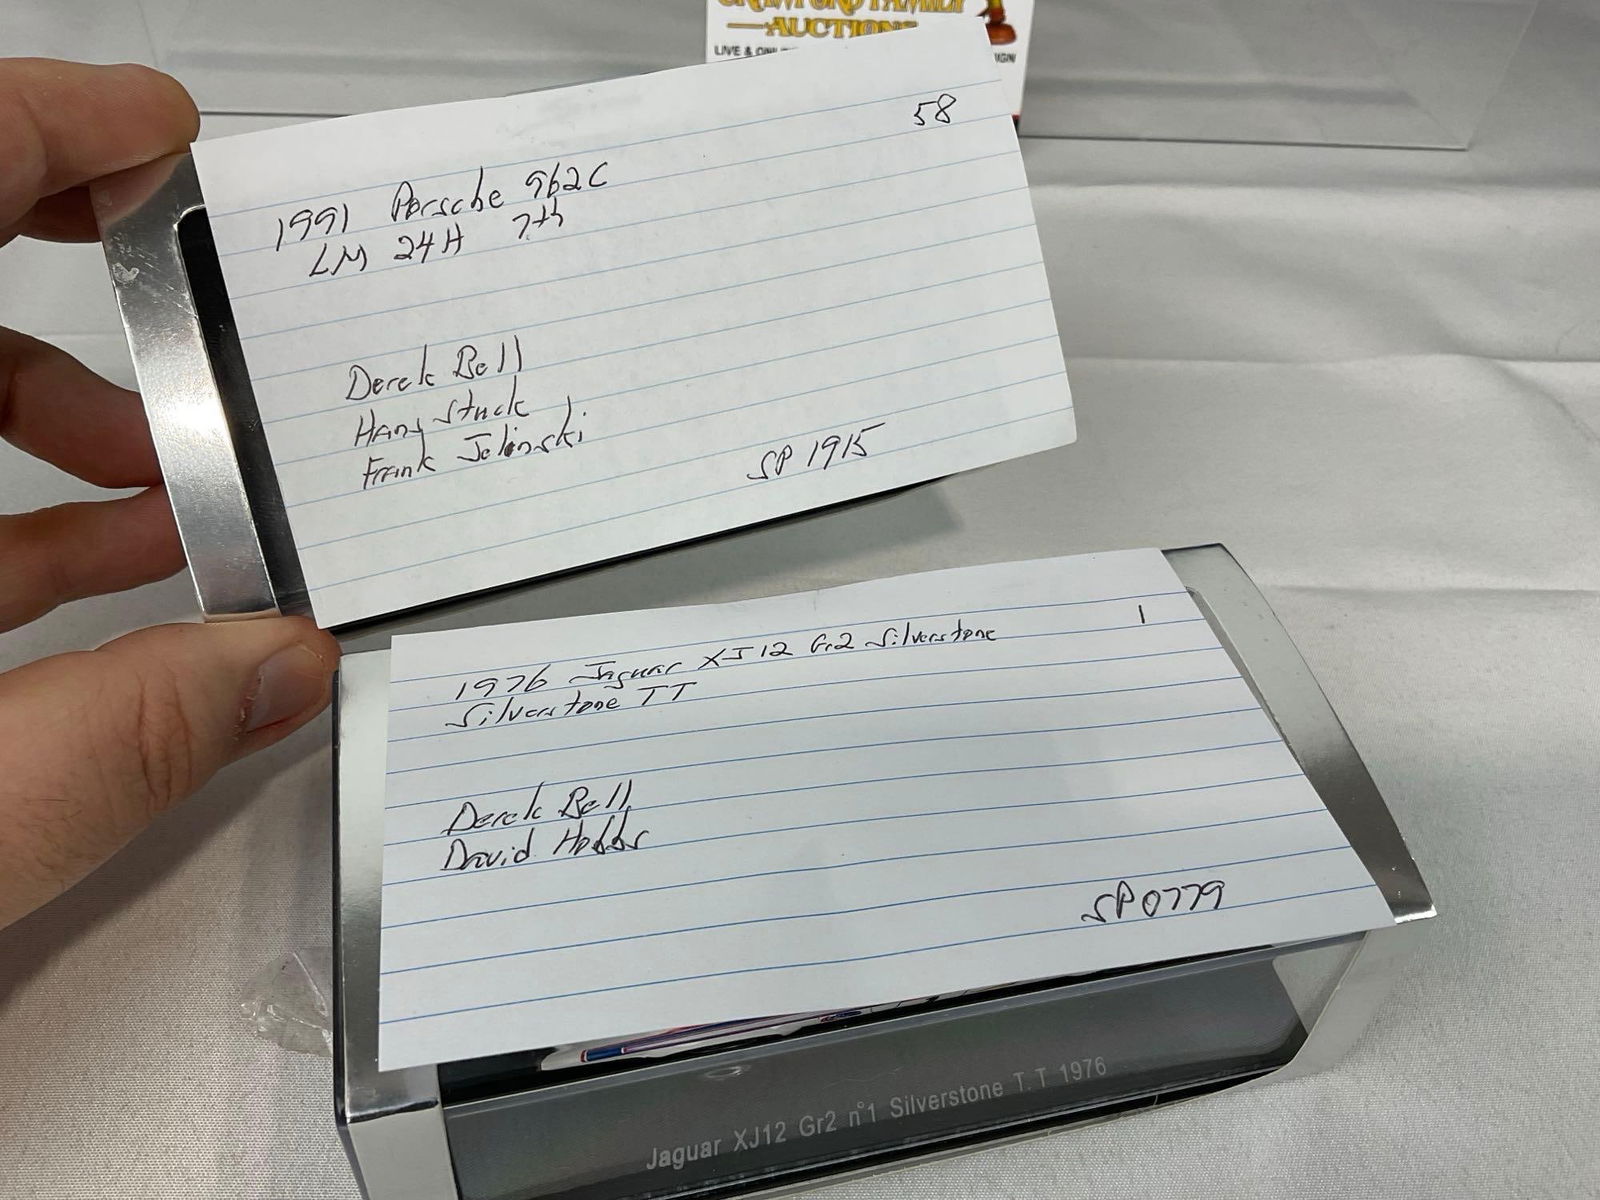 AUCTIONS
LIVE &
58
1991 Porsche 962C
LM 24H 7th
Derek Bell
Hans Stuck
Frank Jelinski
SP 1915
1
1976 Jaguar XJ12 Gr2 Silverstone
Silverstone TT
Derek Bell
David Hobbs
SP0779
Jaguar XJ12 Gr2 n°1 Silverstone T.T 1976